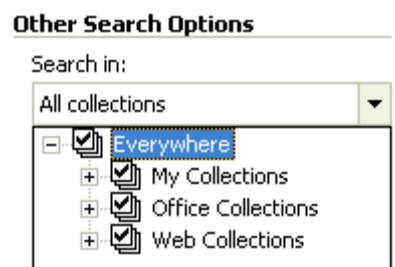 Other Search Options
Search in:
All collections
Everywhere
My Collections
Office Collections
Web Collections